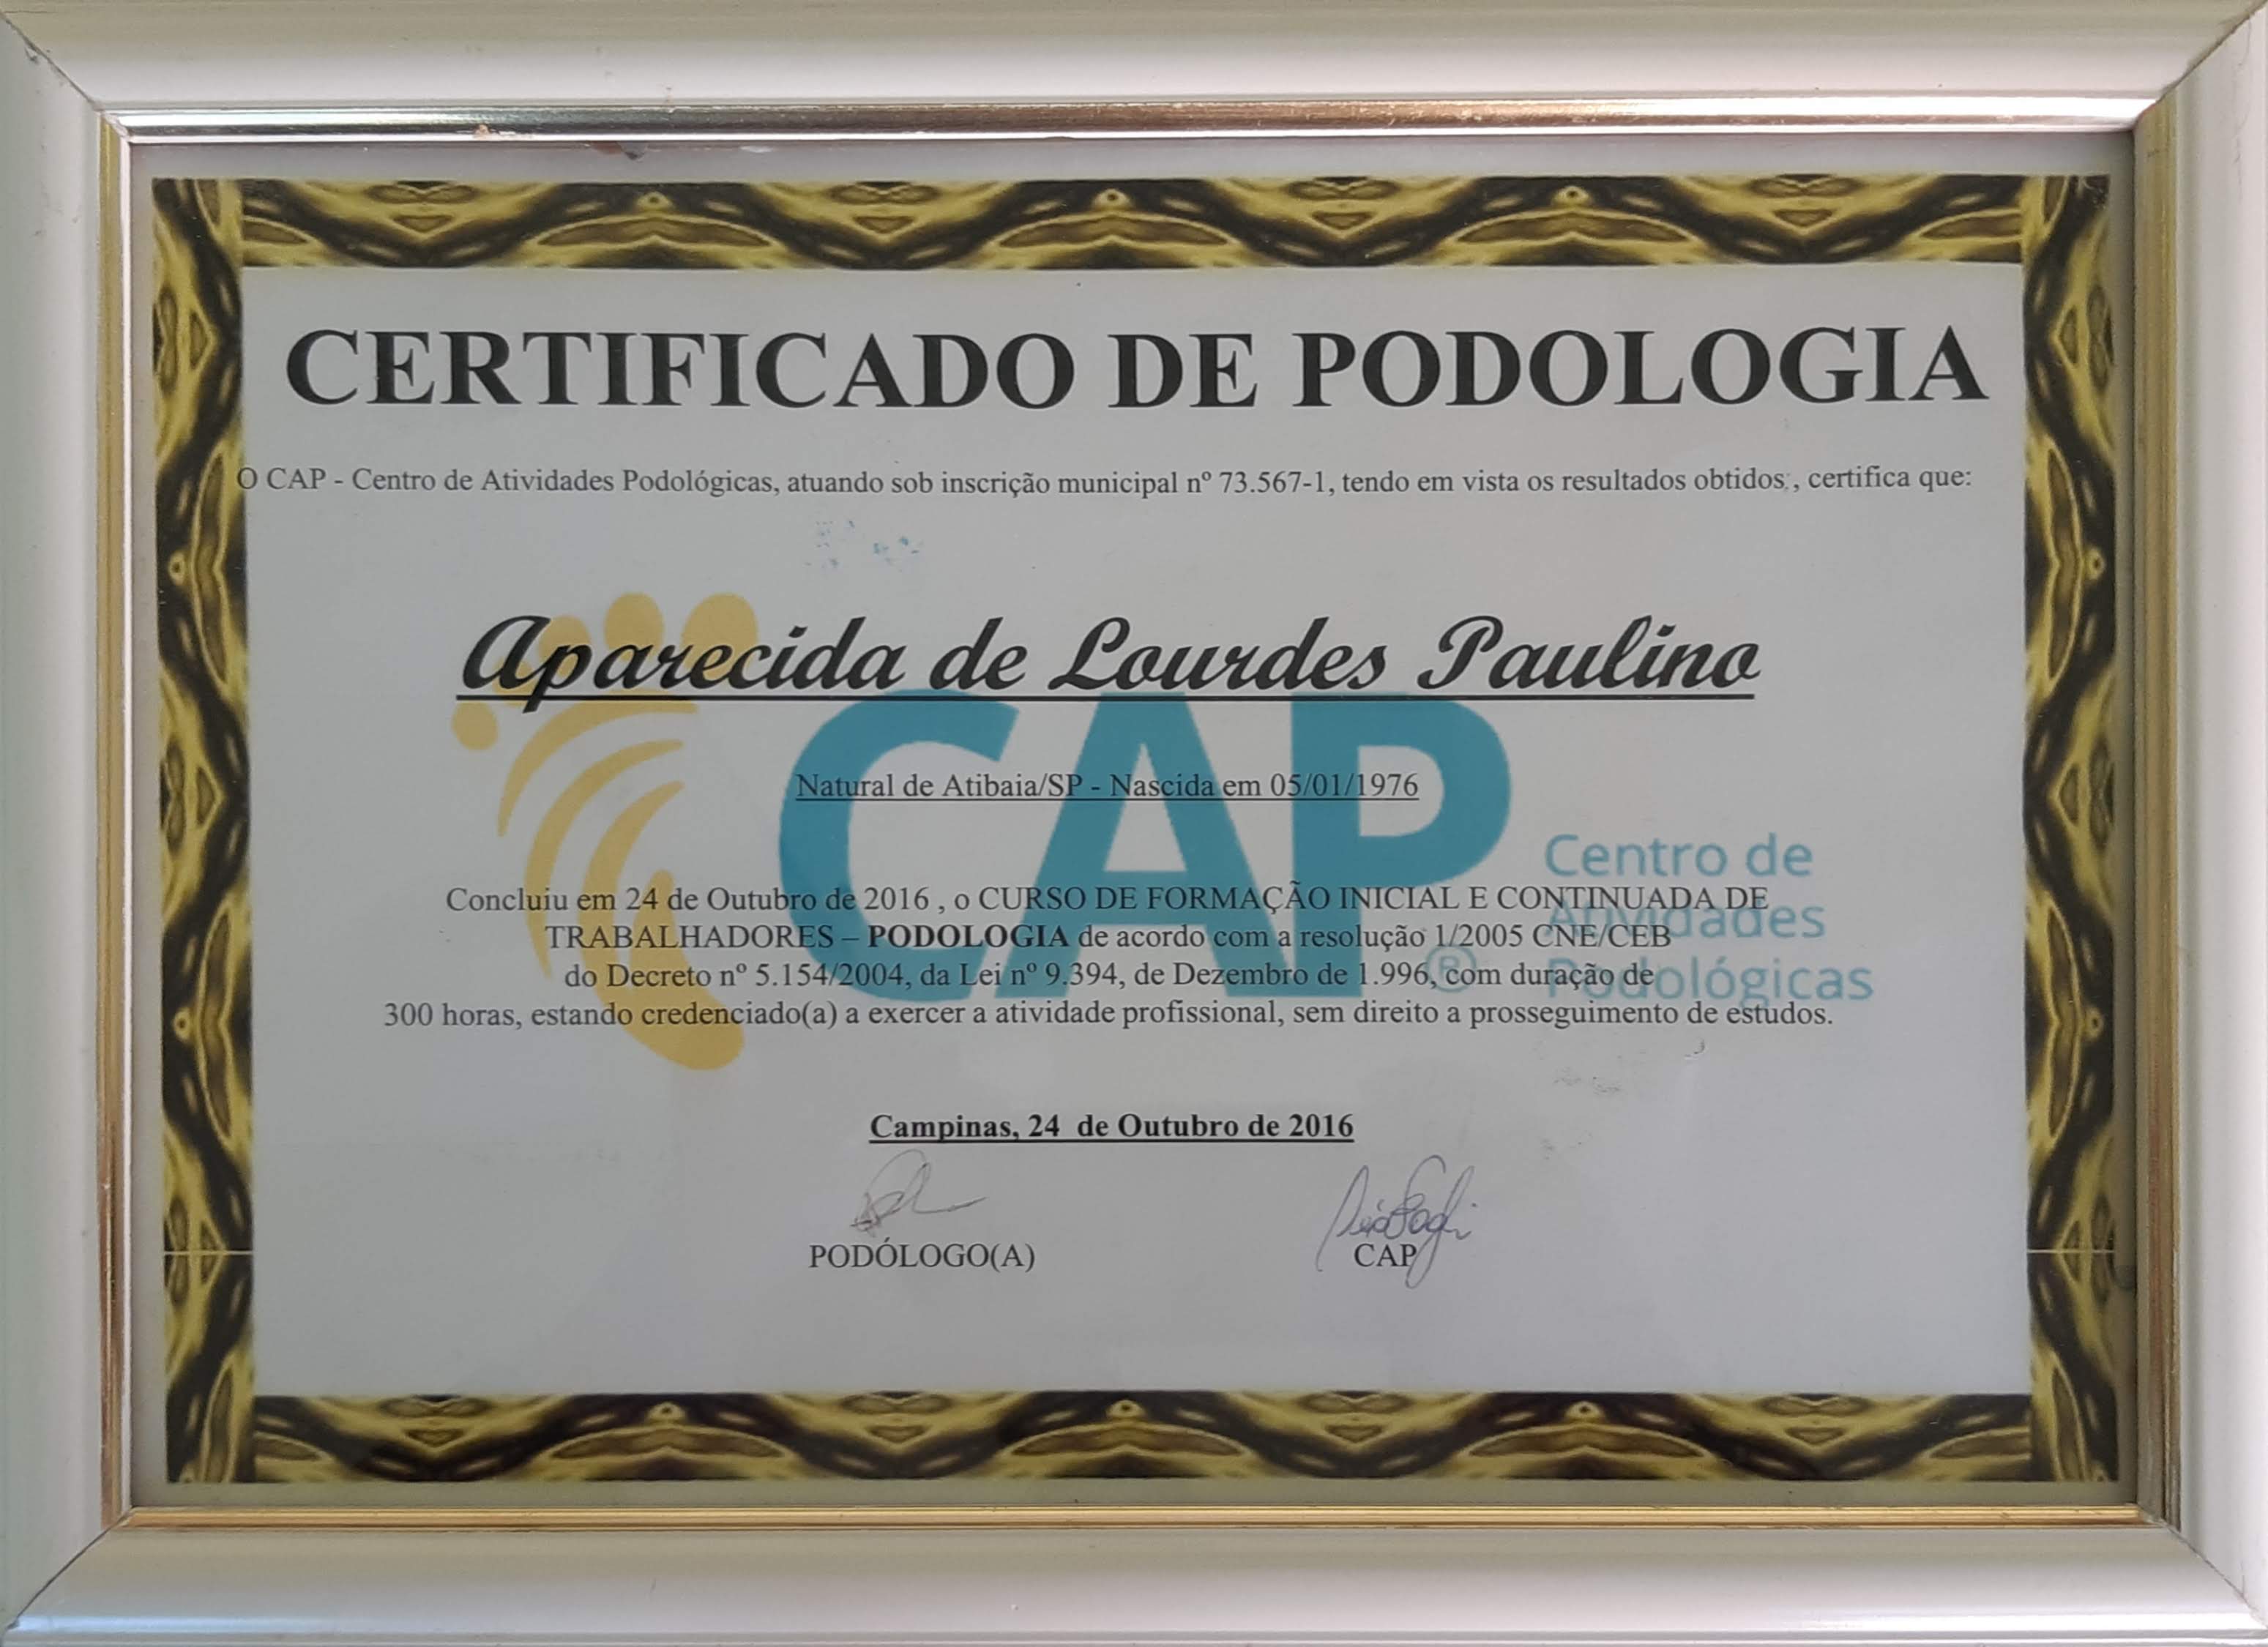 CERTIFICADO DE PODOLOGIA
O CAP - Centro de Atividades Podológicas, atuando sob inscrição municipal nº 73.567-1, tendo em vista os resultados obtidos , certifica que:
Aparecida de Lourdes Paulino
Natural de Atibaia/SP - Nascida em 05/01/1976
CAP
Centro de
Atividades
Podológicas
®
Concluiu em 24 de Outubro de 2016 , o CURSO DE FORMAÇÃO INICIAL E CONTINUADA DE
TRABALHADORES – PODOLOGIA de acordo com a resolução 1/2005 CNE/CEB
do Decreto nº 5.154/2004, da Lei nº 9.394, de Dezembro de 1.996, com duração de
300 horas, estando credenciado(a) a exercer a atividade profissional, sem direito a prosseguimento de estudos.
Campinas, 24 de Outubro de 2016
PODÓLOGO(A)
CAP